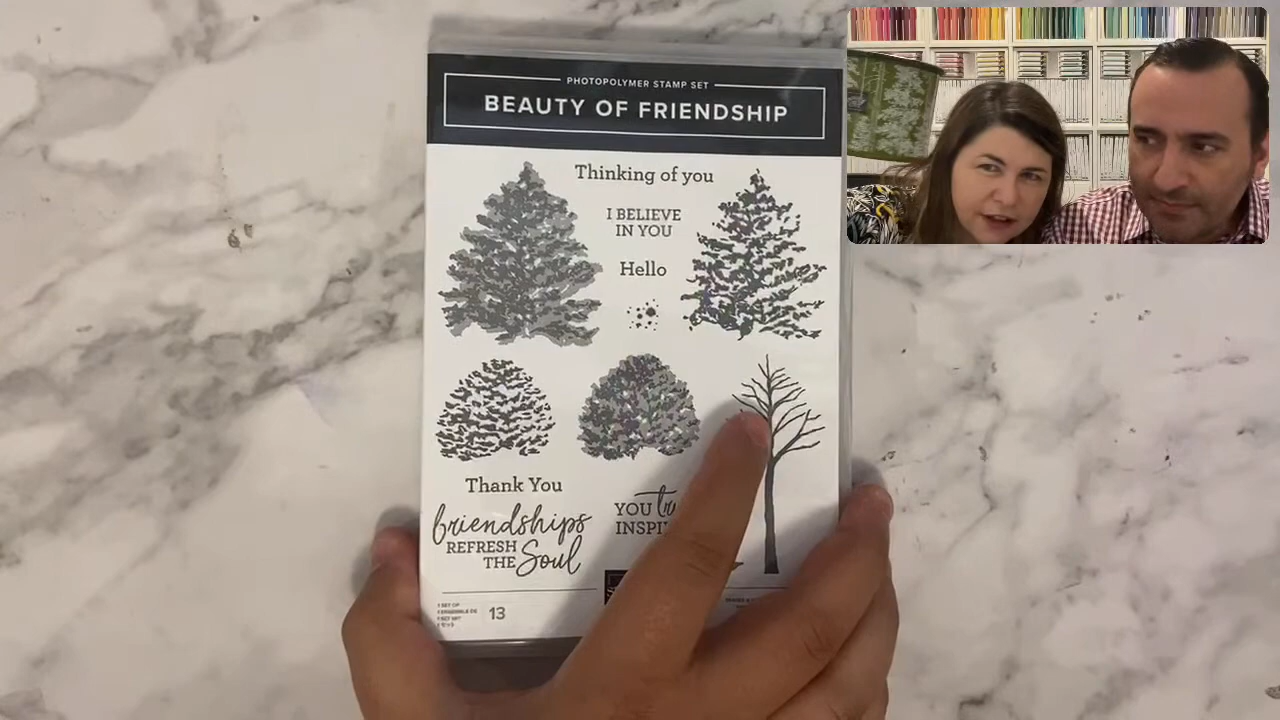 PHOTOPOLYMER STAMP SET
BEAUTY OF FRIENDSHIP
Thinking of you
I BELIEVE
IN YOU
Hello
Thank You
friendships
REFRESH
THE Soul
YOU
13